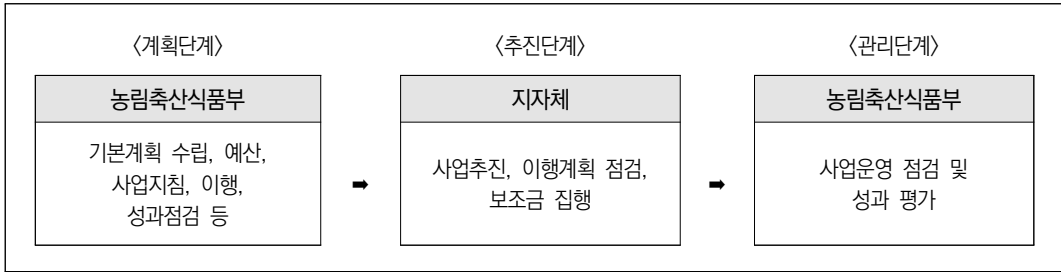 〈계획단계〉
농림축산식품부
기본계획 수립, 예산,
사업지침, 이행,
성과점검 등
➡
〈추진단계〉
지자체
사업추진, 이행계획 점검,
보조금 집행
➡
〈관리단계〉
농림축산식품부
사업운영 점검 및
성과 평가